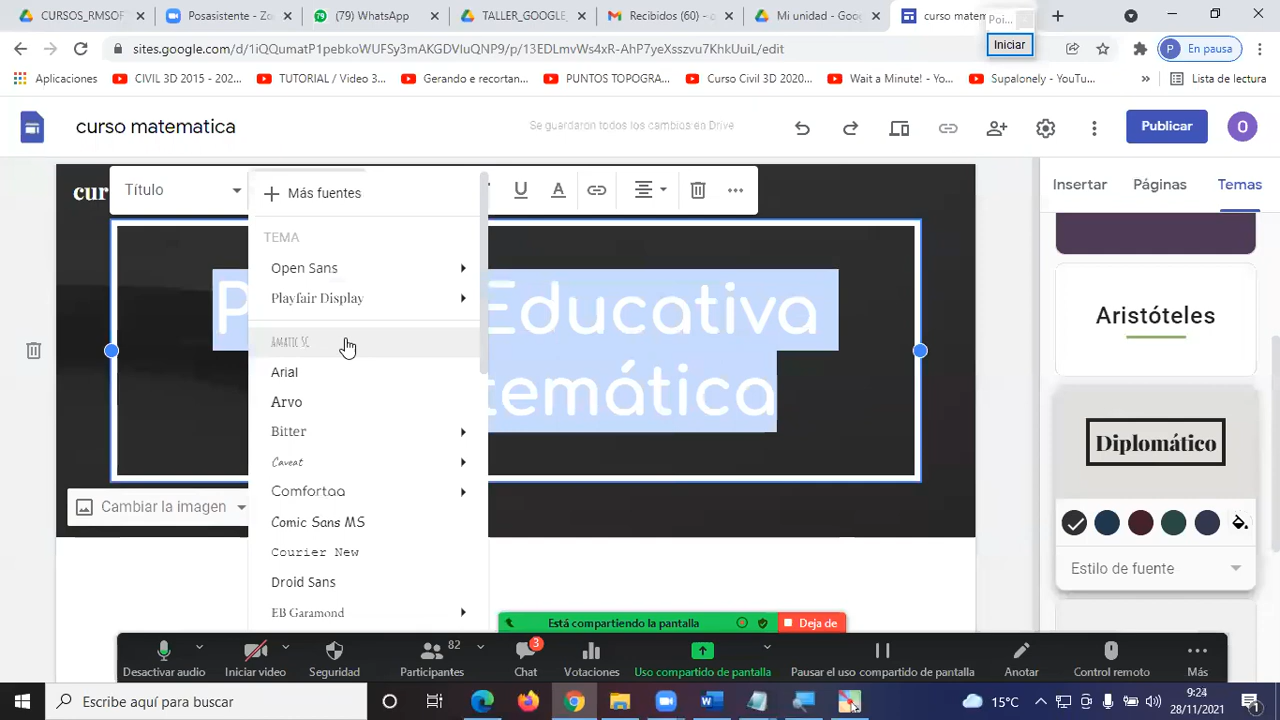 CURSOS_RMSOF
Posasistente - Zo
(79) WhatsApp
TALLER_GOOGLE_
Recibidos (60) - o
Mi unidad - Goo
curso matem
Poi...
Iniciar
sites.google.com/d/
/edit
En pausa
Aplicaciones
CIVIL 3D 2015 - 202...
TUTORIAL / Video 3...
Gerando e recortan...
PUNTOS TOPOGRA...
Curso Civil 3D 2020...
Wait a Minute! - Yo...
Supalonely - YouTu...
»
Lista de lectura
curso matematica
Se guardaron todos los cambios en Drive
Publicar
O
cur
Título
Más fuentes
U
A
Insertar
Páginas
Temas
TEMA
Open Sans
Playfair Display
Amatic SC
Arial
Arvo
Bitter
Caveat
Comfortaa
Comic Sans MS
Courier New
Droid Sans
EB Garamond
P
Educativa
temática
Cambiar la imagen
Aristóteles
Diplomático
Estilo de fuente
Está compartiendo la pantalla
Deja de
Desactivar audio
Iniciar video
Seguridad
82
Participantes
3
Chat
Votaciones
Uso compartido de pantalla
Pausar el uso compartido de pantalla
Anotar
Control remoto
Más
Escribe aquí para buscar
15°C
9:24
28/11/2021
1